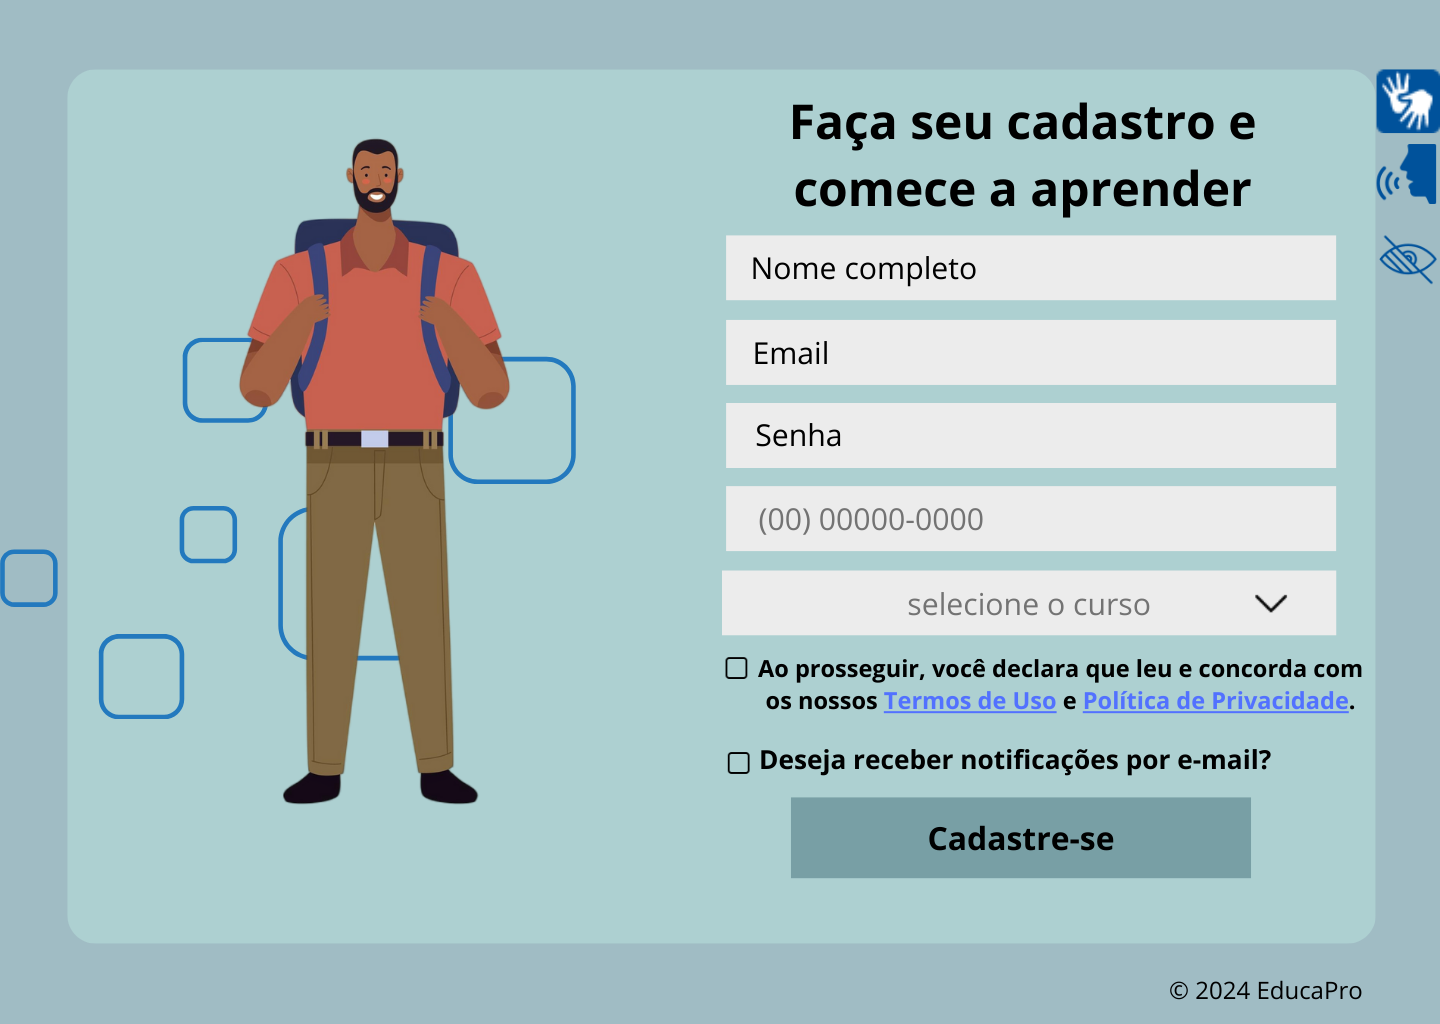 Faça seu cadastro e
comece a aprender
Nome completo
Email
Senha
(00) 00000-0000
selecione o curso
Ao prosseguir, você declara que leu e concorda com
os nossos Termos de Uso e Política de Privacidade.
Deseja receber notificações por e-mail?
Cadastre-se
© 2024 EducaPro